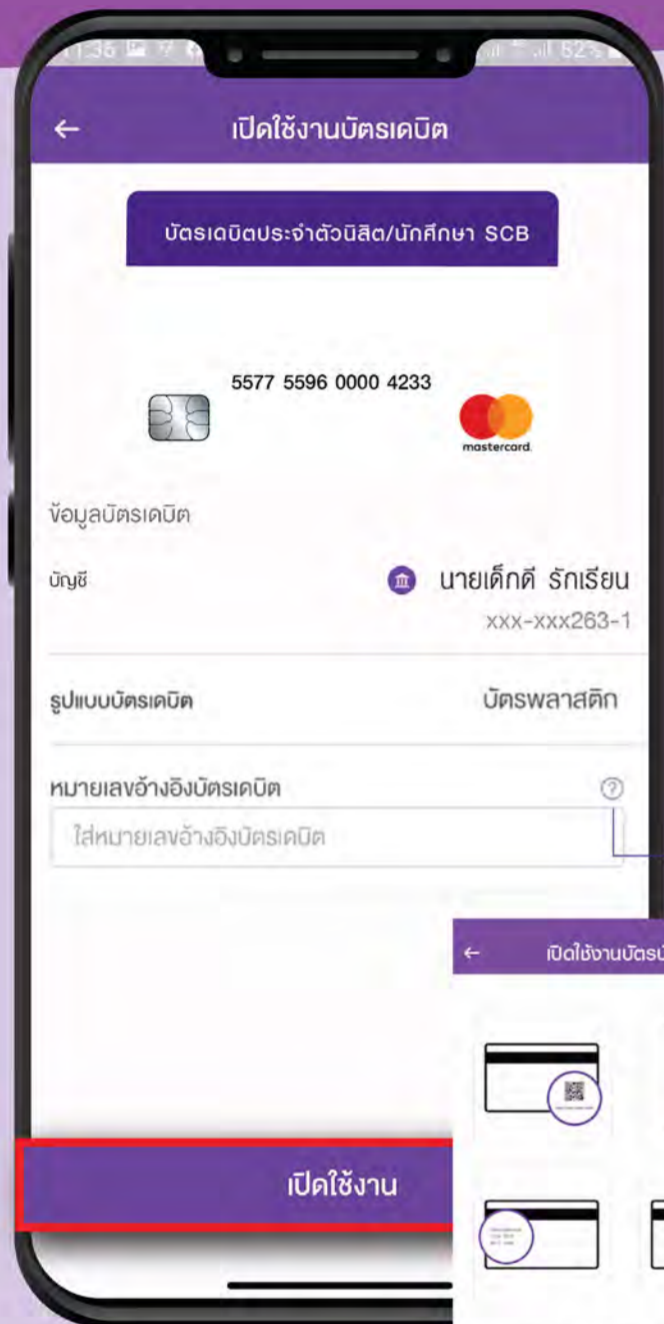 เปิดใช้งานบัตรเดบิต
บัตรเดบิตประจำตัวนิสิต/นักศึกษา SCB
5577 5596 0000 4233
mastercard.
ข้อมูลบัตรเดบิต
บัญชี
นายเด็กดี รักเรียน
xxx-xxx263-1
รูปแบบบัตรเดบิต
บัตรพลาสติก
หมายเลขอ้างอิงบัตรเดบิต
ใส่หมายเลขอ้างอิงบัตรเดบิต
เปิดใช้งาน